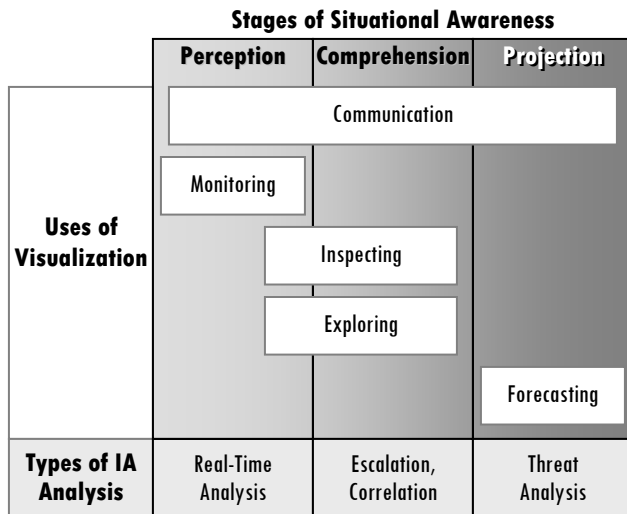 Stages of Situational Awareness
Perception
Comprehension
Projection
Communication
Monitoring
Uses of
Visualization
Inspecting
Exploring
Forecasting
Types of IA
Analysis
Real-Time
Analysis
Escalation,
Correlation
Threat
Analysis